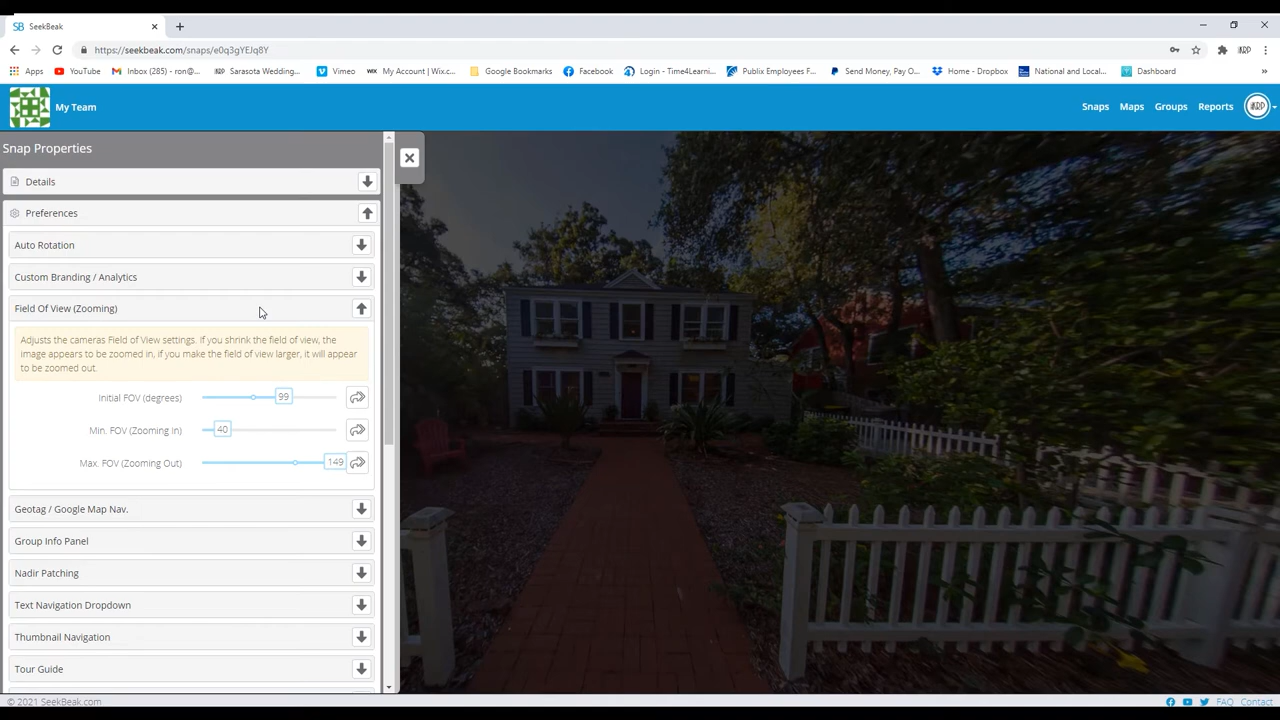 SB SeekBeak
https://seekbeak.com/snaps/e0q3gYEJq8Y
Apps YouTube Inbox (285) - ron@... Sarasota Wedding... Vimeo WIX My Account | Wix.c... Google Bookmarks Facebook Login - Time4Learni... Publix Employees F... Send Money, Pay O... Home - Dropbox National and Local... Dashboard
My Team
Snaps Maps Groups Reports
Snap Properties
Details
Preferences
Auto Rotation
Custom Branding / Analytics
Field Of View (Zooming)
Adjusts the cameras Field of View settings. If you shrink the field of view, the
image appears to be zoomed in, if you make the field of view larger, it will appear
to be zoomed out.
Initial FOV (degrees) 99
Min. FOV (Zooming In) 40
Max. FOV (Zooming Out) 149
Geotag / Google Map Nav.
Group Info Panel
Nadir Patching
Text Navigation Dropdown
Thumbnail Navigation
Tour Guide
© 2021 SeekBeak.com
FAQ Contact